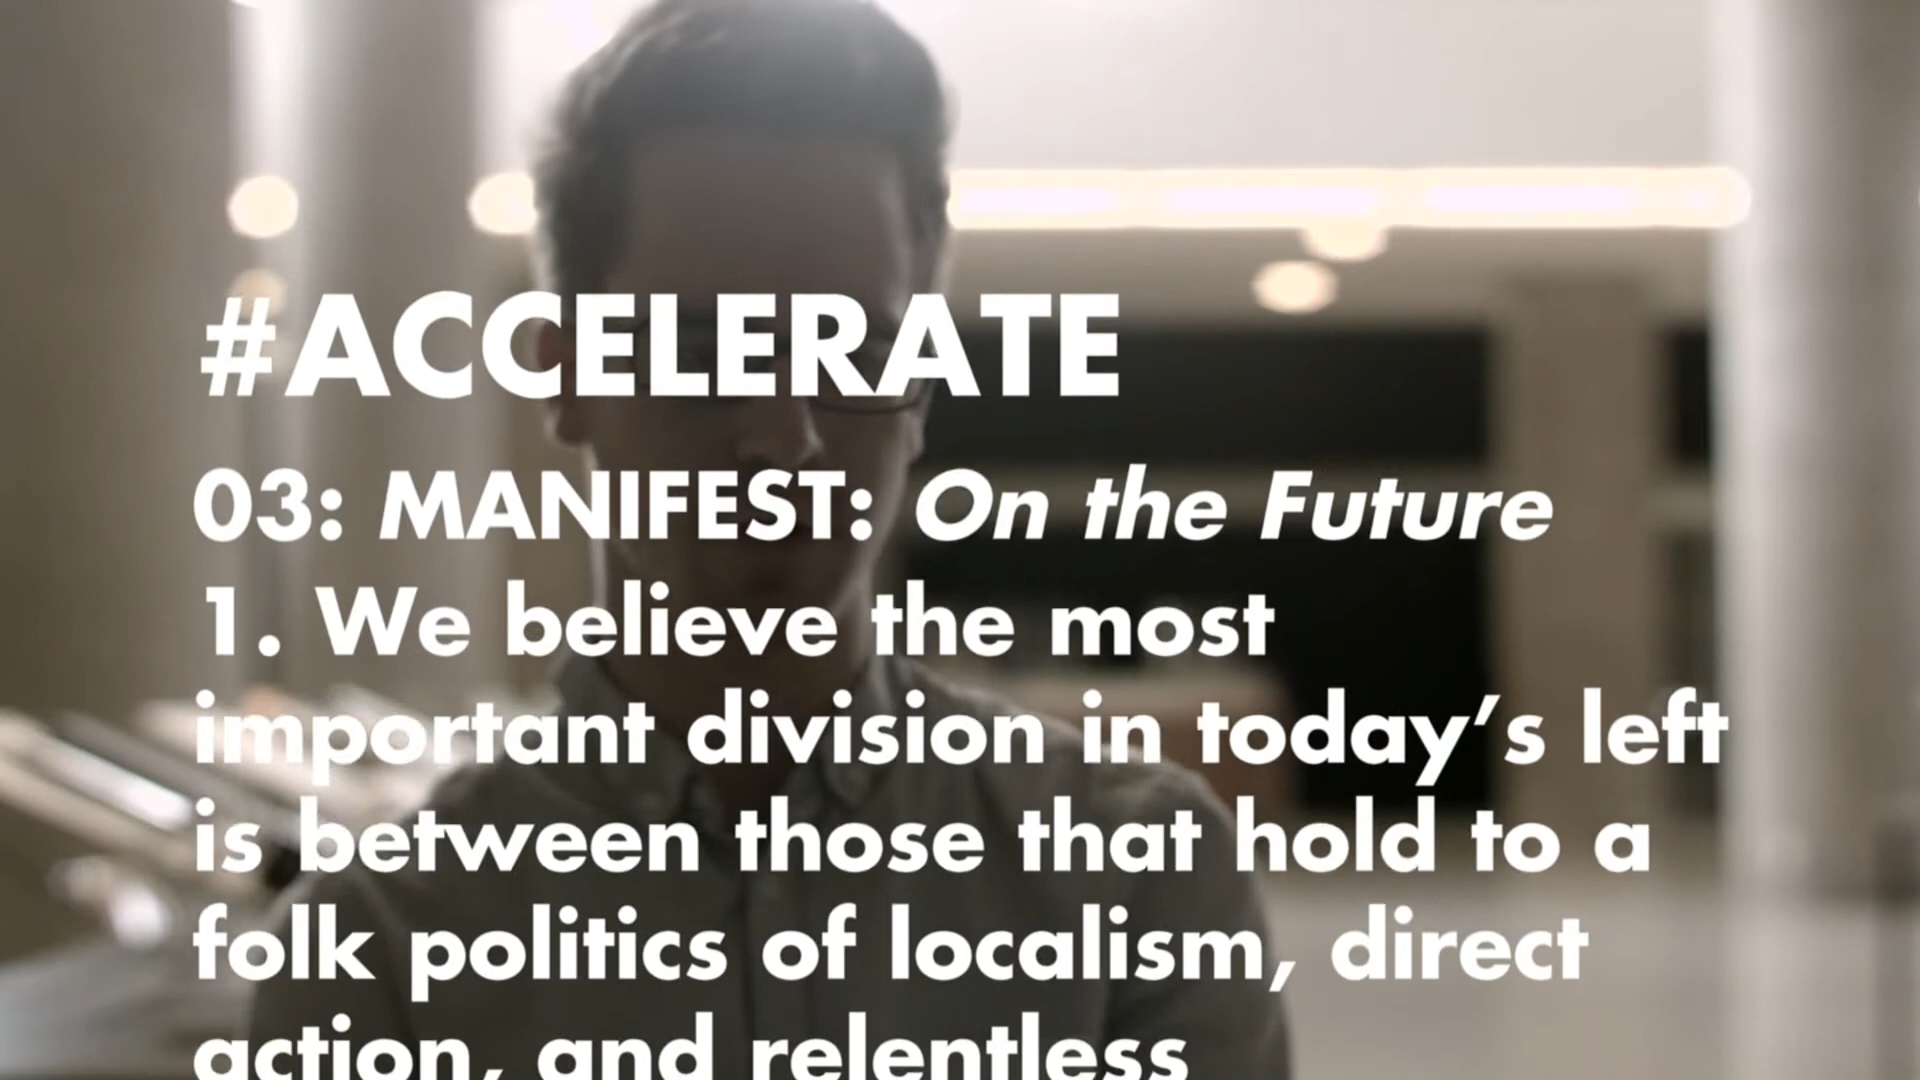 #ACCELERATE
03: MANIFEST: On the Future
1. We believe the most
important division in today’s left
is between those that hold to a
folk politics of localism, direct
action, and relentless